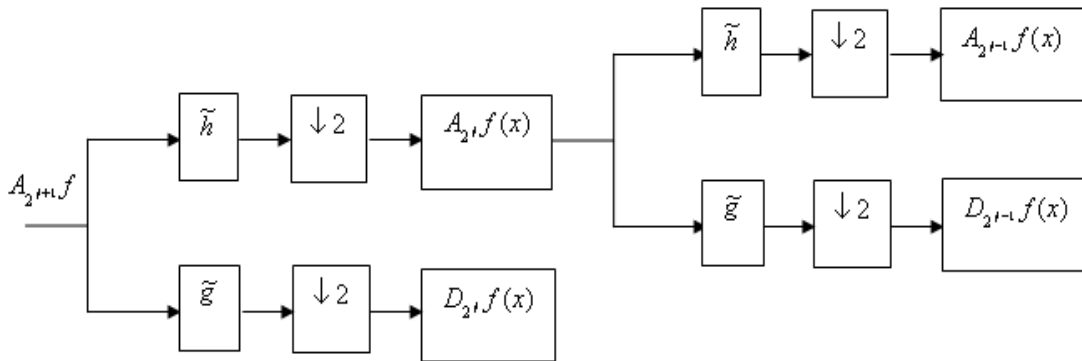 h̃
↓2
A_{2^{j-1}} f(x)
h̃
↓2
A_{2^j} f(x)
A_{2^{j+1}} f
g̃
↓2
D_{2^{j-1}} f(x)
g̃
↓2
D_{2^j} f(x)